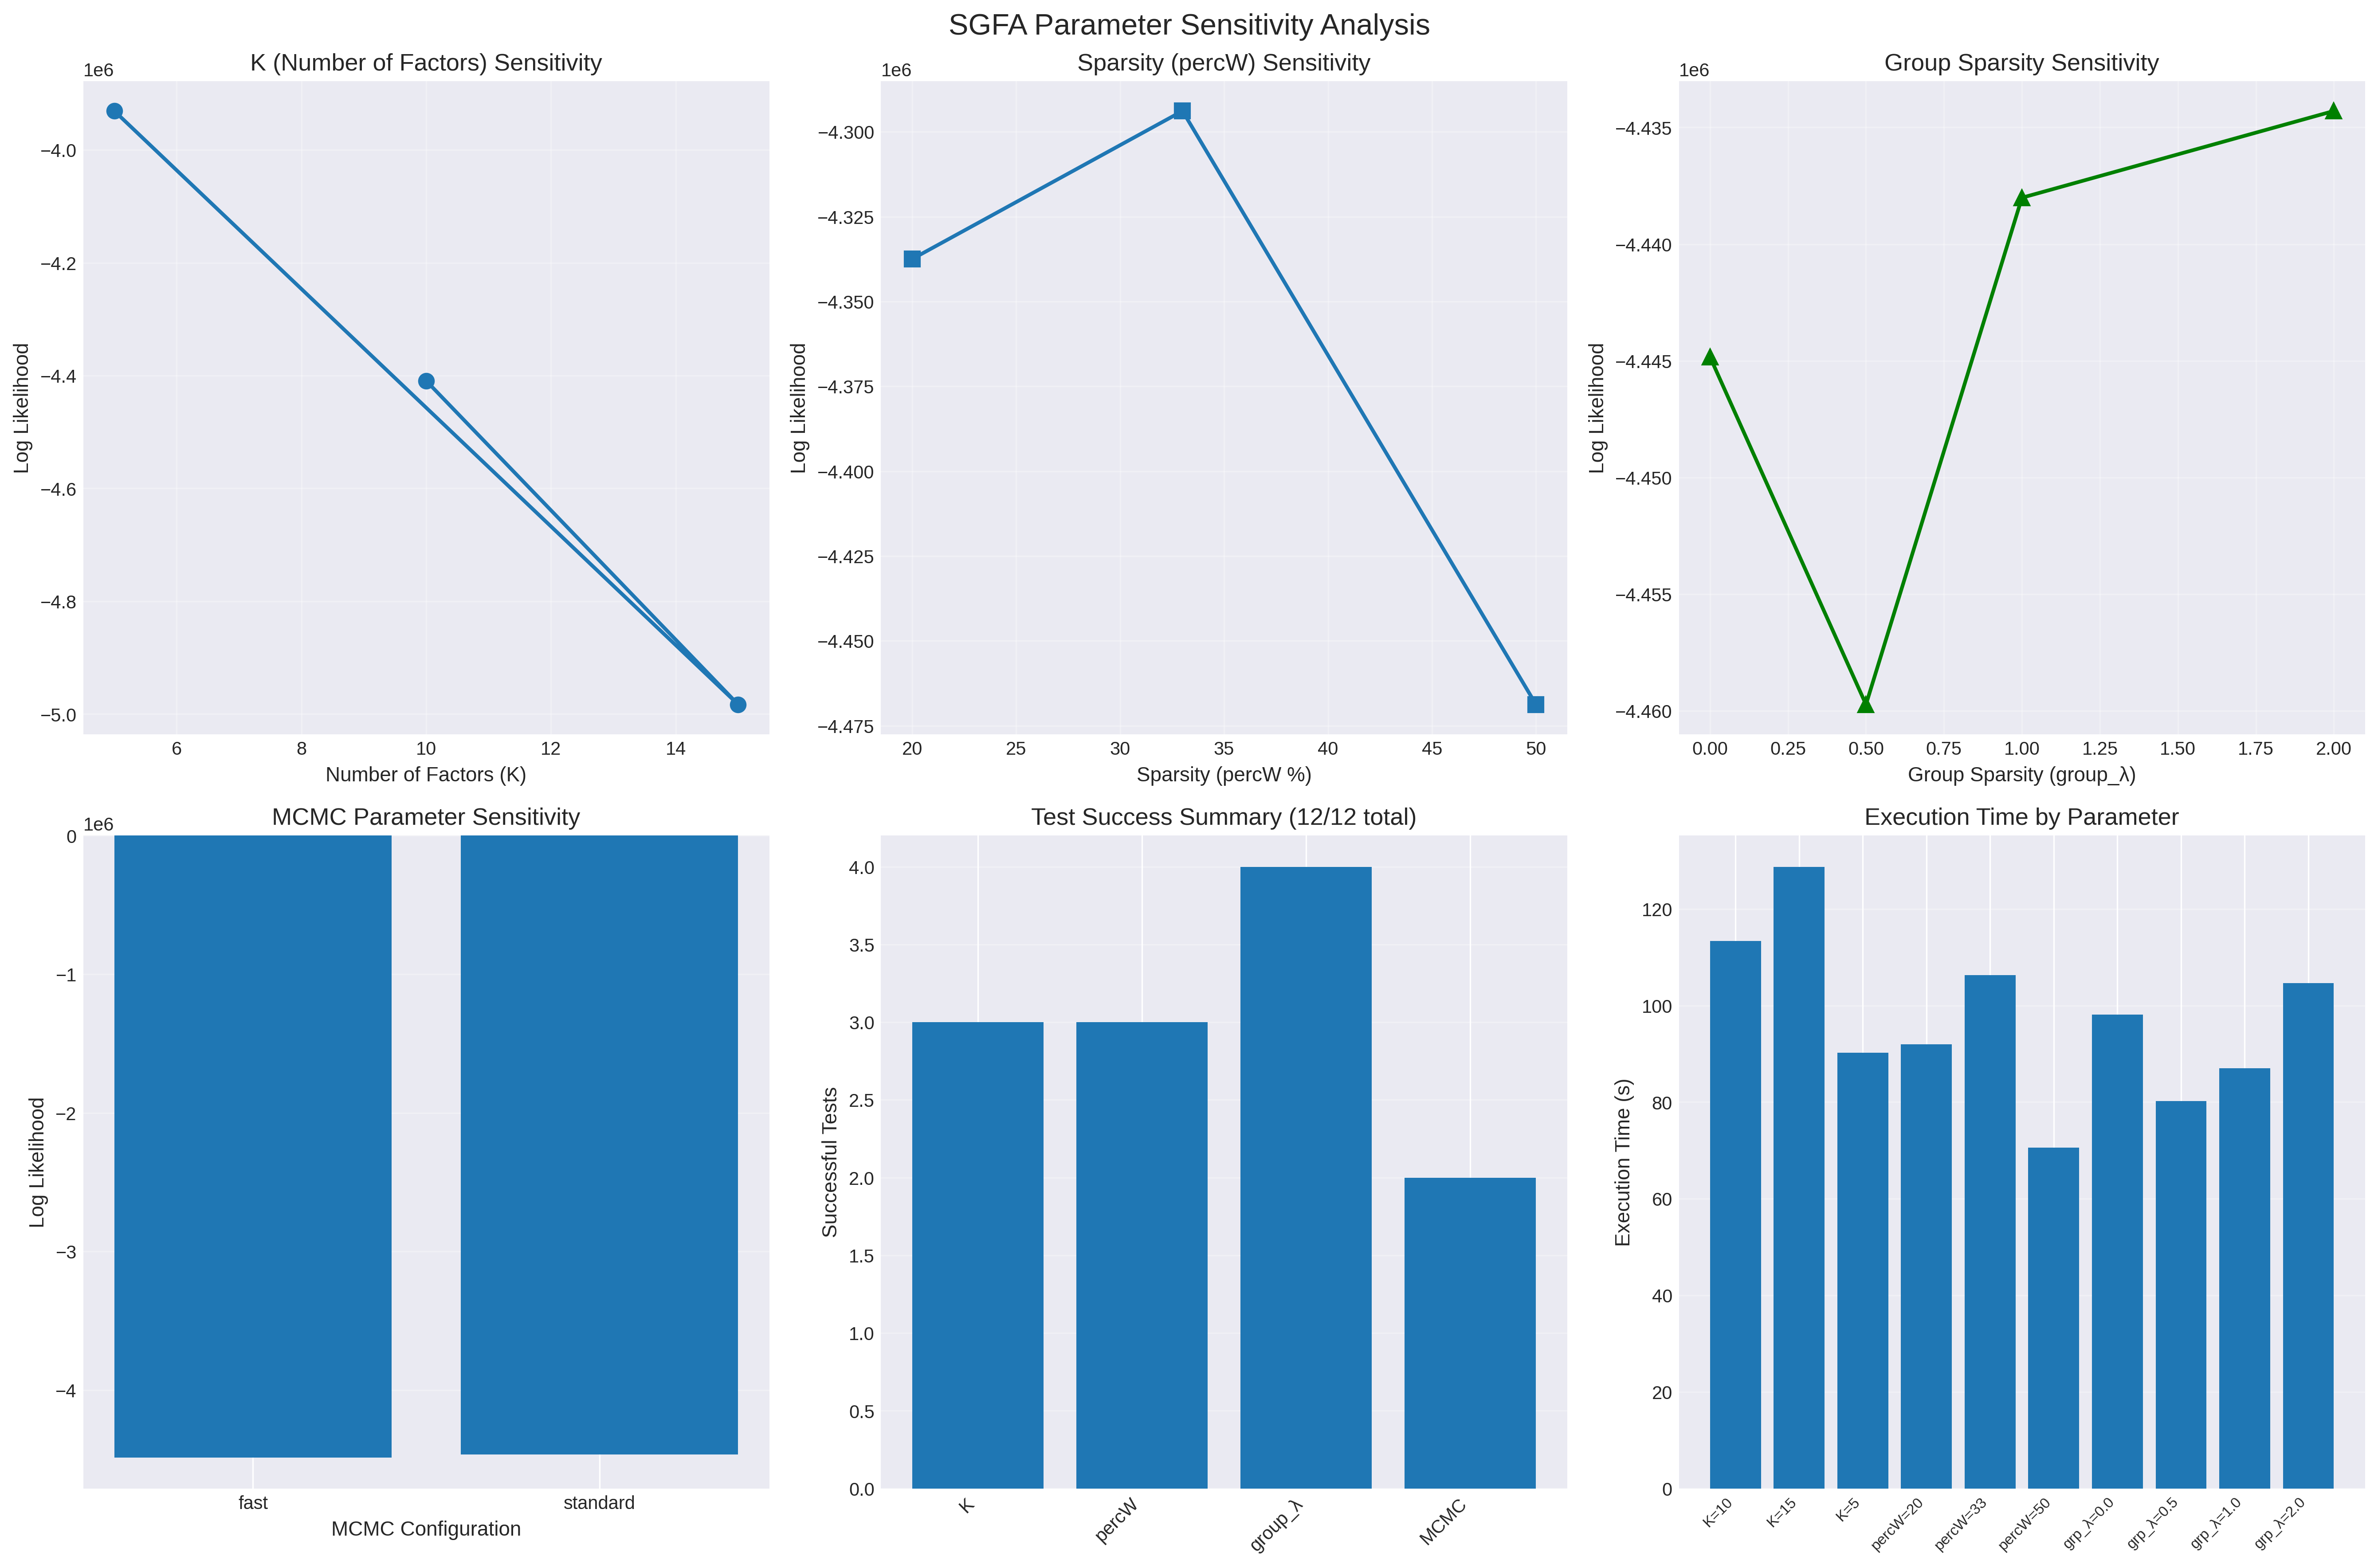 SGFA Parameter Sensitivity Analysis
K (Number of Factors) Sensitivity
1e6
−4.0
−4.2
−4.4
−4.6
−4.8
−5.0
Log Likelihood
6 8 10 12 14
Number of Factors (K)
Sparsity (percW) Sensitivity
1e6
−4.300
−4.325
−4.350
−4.375
−4.400
−4.425
−4.450
−4.475
Log Likelihood
20 25 30 35 40 45 50
Sparsity (percW %)
Group Sparsity Sensitivity
1e6
−4.435
−4.440
−4.445
−4.450
−4.455
−4.460
Log Likelihood
0.00 0.25 0.50 0.75 1.00 1.25 1.50 1.75 2.00
Group Sparsity (group_λ)
MCMC Parameter Sensitivity
1e6
0
−1
−2
−3
−4
Log Likelihood
fast standard
MCMC Configuration
Test Success Summary (12/12 total)
4.0
3.5
3.0
2.5
2.0
1.5
1.0
0.5
0.0
Successful Tests
K percW group_λ MCMC
Execution Time by Parameter
120
100
80
60
40
20
0
Execution Time (s)
K=10 K=15 K=5 percW=20 percW=33 percW=50 grp_λ=0.0 grp_λ=0.5 grp_λ=1.0 grp_λ=2.0